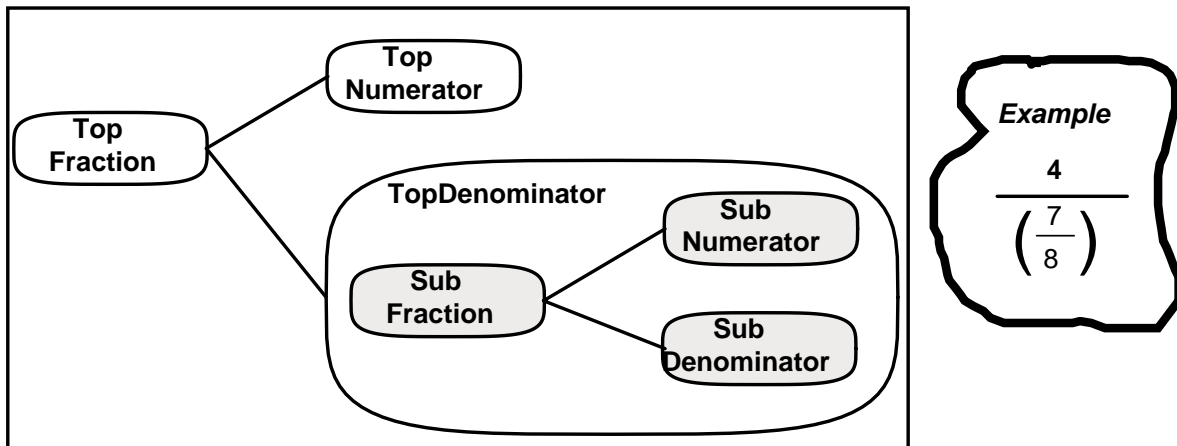 Top
Numerator
Top
Fraction
TopDenominator
Sub
Numerator
Sub
Fraction
Sub
Denominator
Example
4
( 7
8 )